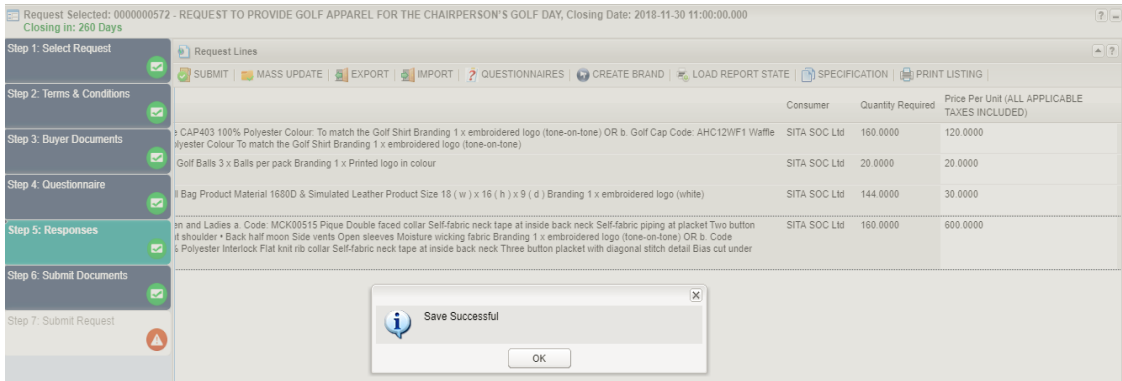 Request Selected: 0000000572 - REQUEST TO PROVIDE GOLF APPAREL FOR THE CHAIRPERSON'S GOLF DAY, Closing Date: 2018-11-30 11:00:00.000
Closing in: 260 Days
Step 1: Select Request
Step 2: Terms & Conditions
Step 3: Buyer Documents
Step 4: Questionnaire
Step 5: Responses
Step 6: Submit Documents
Step 7: Submit Request
Request Lines
SUBMIT | MASS UPDATE | EXPORT | IMPORT | QUESTIONNAIRES | CREATE BRAND | LOAD REPORT STATE | SPECIFICATION | PRINT LISTING
Consumer Quantity Required Price Per Unit (ALL APPLICABLE
TAXES INCLUDED)
e CAP403 100% Polyester Colour: To match the Golf Shirt Branding 1 x embroidered logo (tone-on-tone) OR b. Golf Cap Code: AHC12WF1 Waffle SITA SOC Ltd 160.0000 120.0000
olyester Colour To match the Golf Shirt Branding 1 x embroidered logo (tone-on-tone)
Golf Balls 3 x Balls per pack Branding 1 x Printed logo in colour SITA SOC Ltd 20.0000 20.0000
ll Bag Product Material 1680D & Simulated Leather Product Size 18 ( w ) x 16 ( h ) x 9 ( d ) Branding 1 x embroidered logo (white) SITA SOC Ltd 144.0000 30.0000
en and Ladies a. Code: MCK00515 Pique Double faced collar Self-fabric neck tape at inside back neck Self-fabric piping at placket Two button SITA SOC Ltd 160.0000 600.0000
t shoulder • Back half moon Side vents Open sleeves Moisture wicking fabric Branding 1 x embroidered logo (tone-on-tone) OR b. Code
% Polyester Interlock Flat knit rib collar Self-fabric neck tape at inside back neck Three button placket with diagonal stitch detail Bias cut under
Save Successful
OK